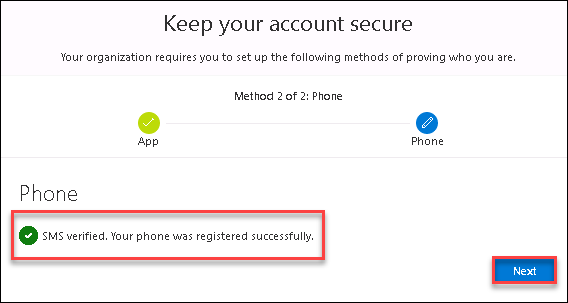 Keep your account secure
Your organization requires you to set up the following methods of proving who you are.
Method 2 of 2: Phone
App
Phone
Phone
SMS verified. Your phone was registered successfully.
Next